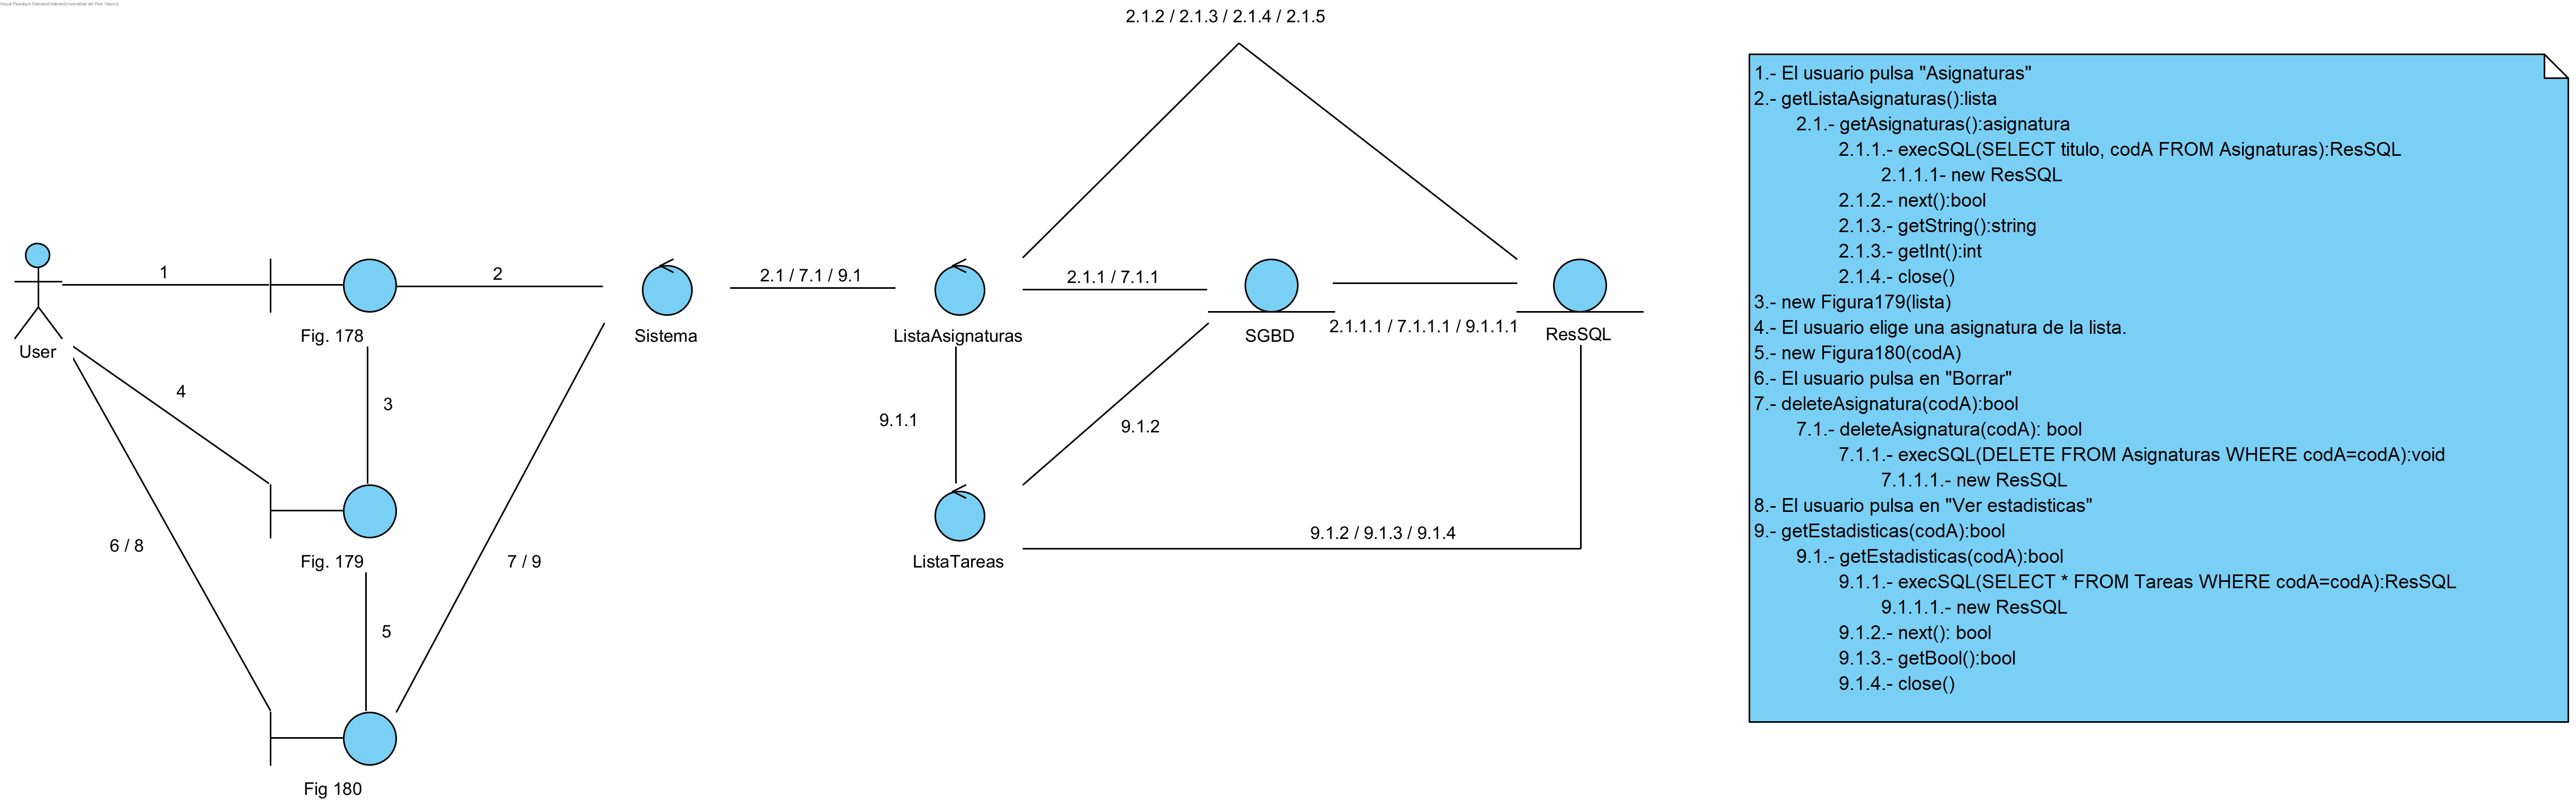 Visual Paradigm Standard(Xabier(Universidad del Pais Vasco))
2.1.2 / 2.1.3 / 2.1.4 / 2.1.5
1
2
2.1 / 7.1 / 9.1
2.1.1 / 7.1.1
User
Fig. 178
Sistema
ListaAsignaturas
SGBD
2.1.1.1 / 7.1.1.1 / 9.1.1.1
ResSQL
4
3
9.1.1
9.1.2
6 / 8
Fig. 179
7 / 9
ListaTareas
9.1.2 / 9.1.3 / 9.1.4
5
Fig 180
1.- El usuario pulsa "Asignaturas"
2.- getListaAsignaturas():lista
2.1.- getAsignaturas():asignatura
2.1.1.- execSQL(SELECT titulo, codA FROM Asignaturas):ResSQL
2.1.1.1- new ResSQL
2.1.2.- next():bool
2.1.3.- getString():string
2.1.3.- getInt():int
2.1.4.- close()
3.- new Figura179(lista)
4.- El usuario elige una asignatura de la lista.
5.- new Figura180(codA)
6.- El usuario pulsa en "Borrar"
7.- deleteAsignatura(codA):bool
7.1.- deleteAsignatura(codA): bool
7.1.1.- execSQL(DELETE FROM Asignaturas WHERE codA=codA):void
7.1.1.1.- new ResSQL
8.- El usuario pulsa en "Ver estadisticas"
9.- getEstadisticas(codA):bool
9.1.- getEstadisticas(codA):bool
9.1.1.- execSQL(SELECT * FROM Tareas WHERE codA=codA):ResSQL
9.1.1.1.- new ResSQL
9.1.2.- next(): bool
9.1.3.- getBool():bool
9.1.4.- close()